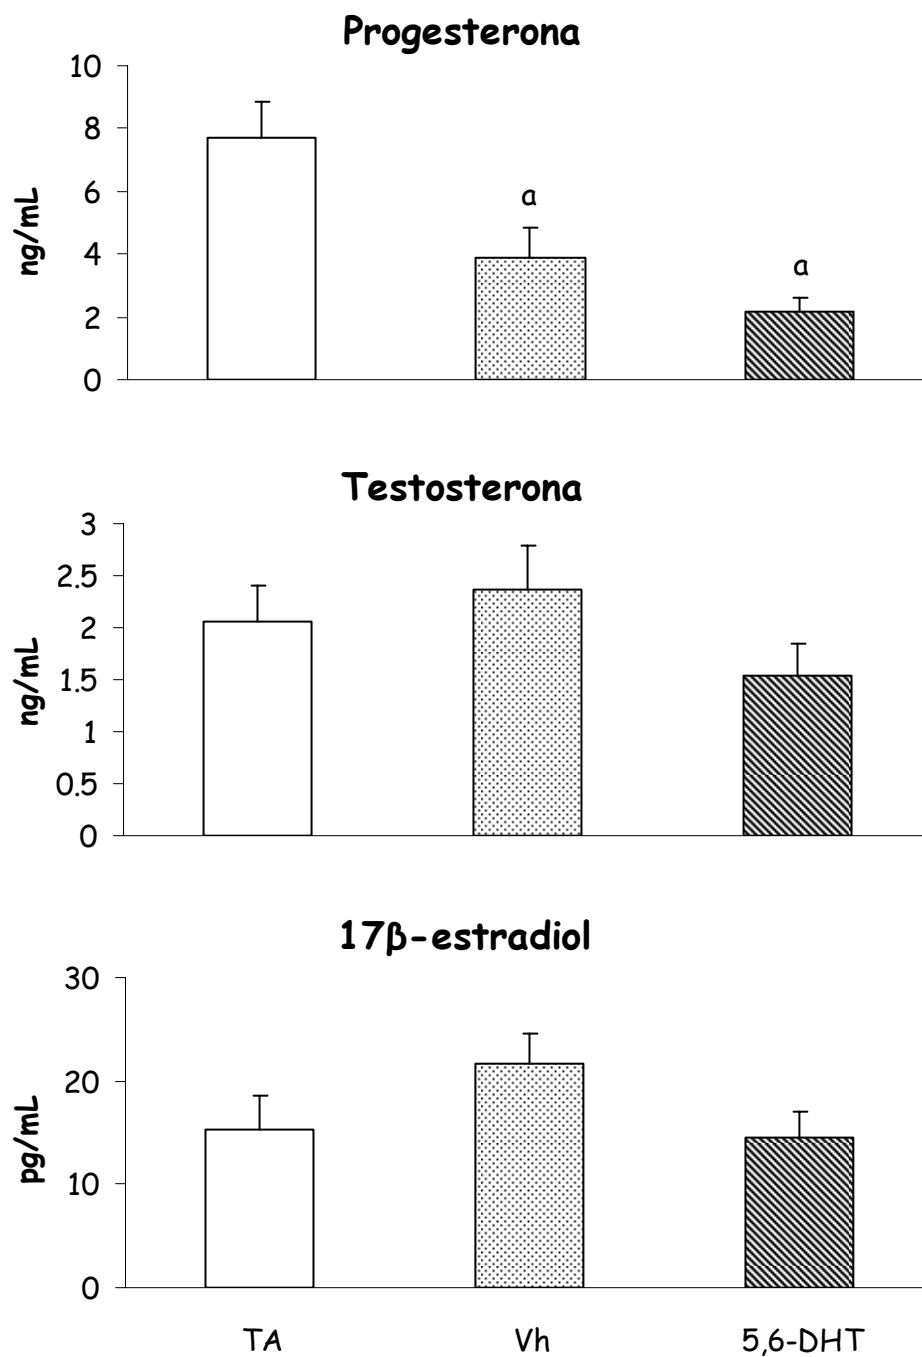 Progesterona
10
8
6
4
2
0
ng/mL
a
a
Testosterona
3
2.5
2
1.5
1
0.5
0
ng/mL
17β-estradiol
30
20
10
0
pg/mL
TA Vh 5,6-DHT